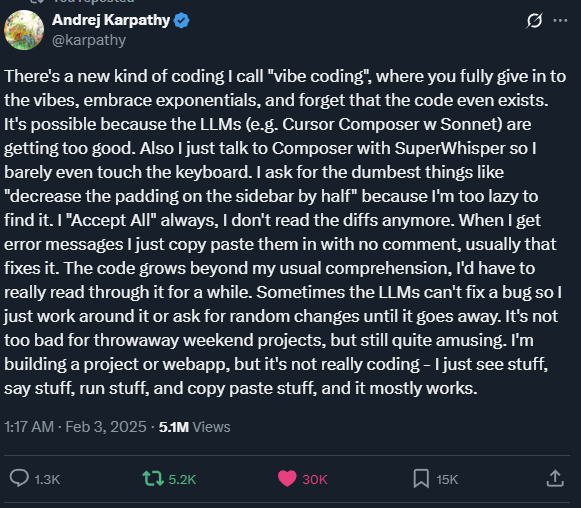 You reposted
Andrej Karpathy
@karpathy
There's a new kind of coding I call "vibe coding", where you fully give in to
the vibes, embrace exponentials, and forget that the code even exists.
It's possible because the LLMs (e.g. Cursor Composer w Sonnet) are
getting too good. Also I just talk to Composer with SuperWhisper so I
barely even touch the keyboard. I ask for the dumbest things like
"decrease the padding on the sidebar by half" because I'm too lazy to
find it. I "Accept All" always, I don't read the diffs anymore. When I get
error messages I just copy paste them in with no comment, usually that
fixes it. The code grows beyond my usual comprehension, I'd have to
really read through it for a while. Sometimes the LLMs can't fix a bug so I
just work around it or ask for random changes until it goes away. It's not
too bad for throwaway weekend projects, but still quite amusing. I'm
building a project or webapp, but it's not really coding - I just see stuff,
say stuff, run stuff, and copy paste stuff, and it mostly works.
1:17 AM · Feb 3, 2025 · 5.1M Views
1.3K 5.2K 30K 15K